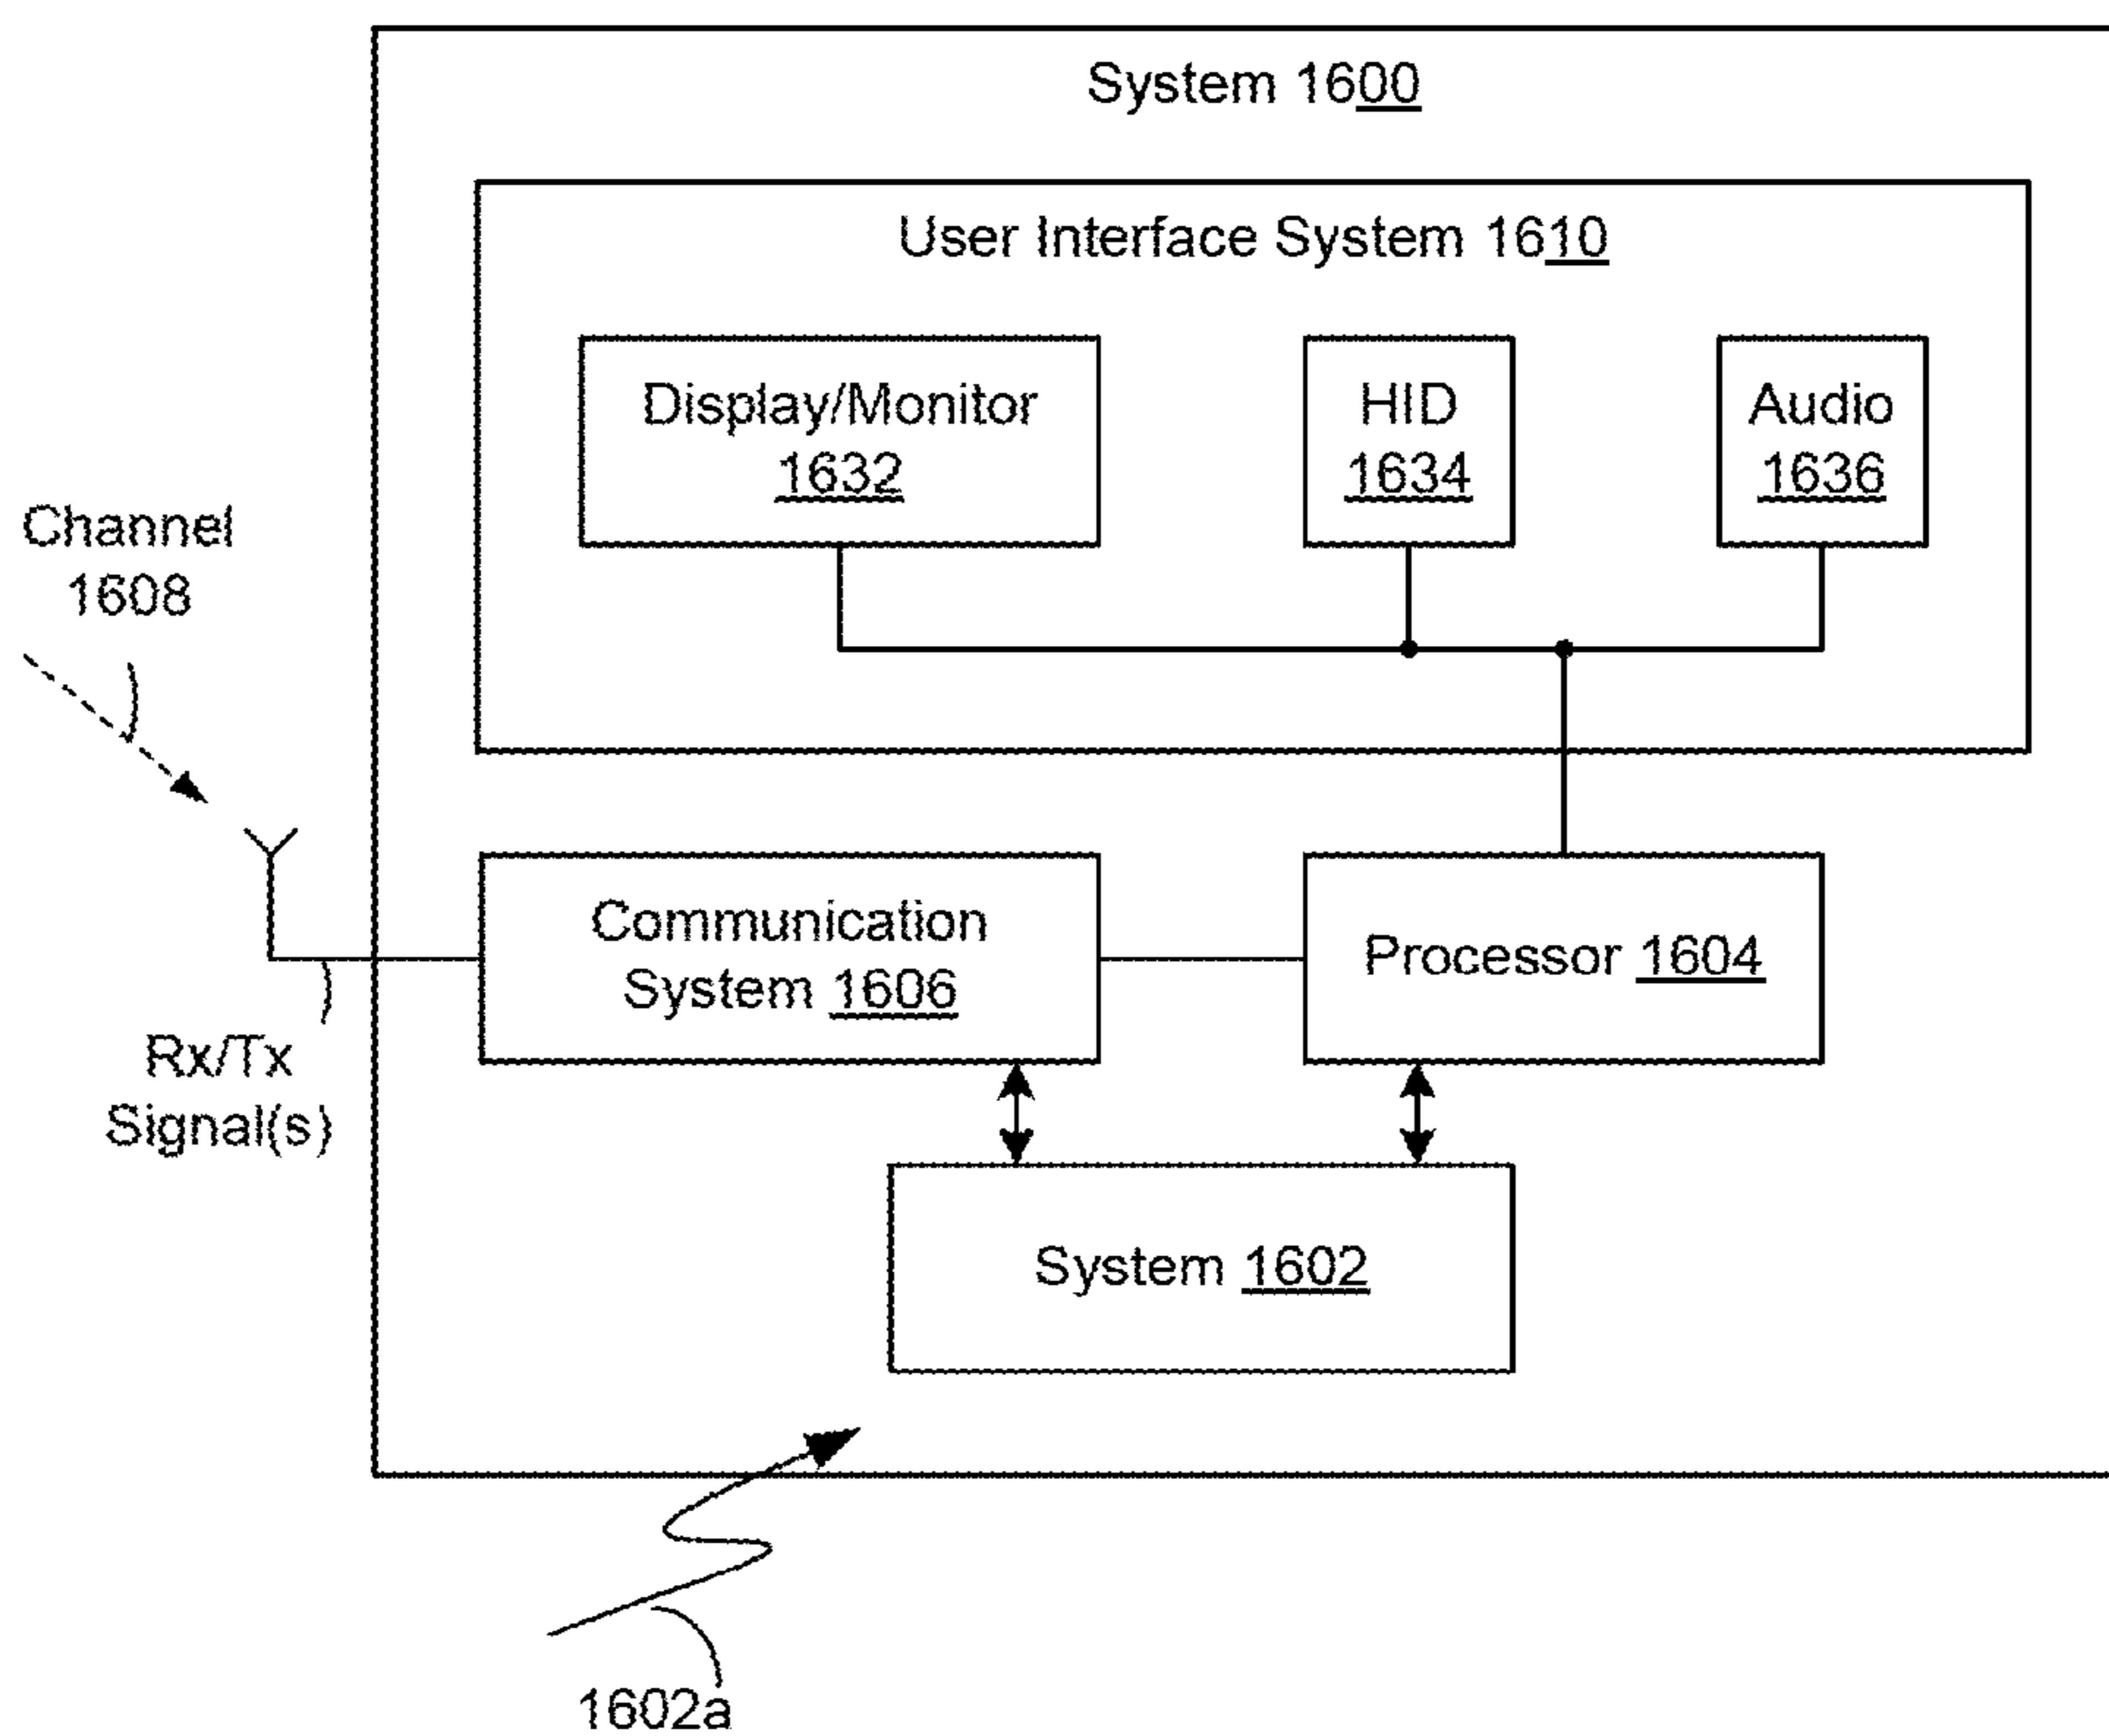 System 1600
User Interface System 1610
Display/Monitor
1632
HID
1634
Audio
1636
Channel
1608
Communication
System 1606
Processor 1604
Rx/Tx
Signal(s)
System 1602
1602a